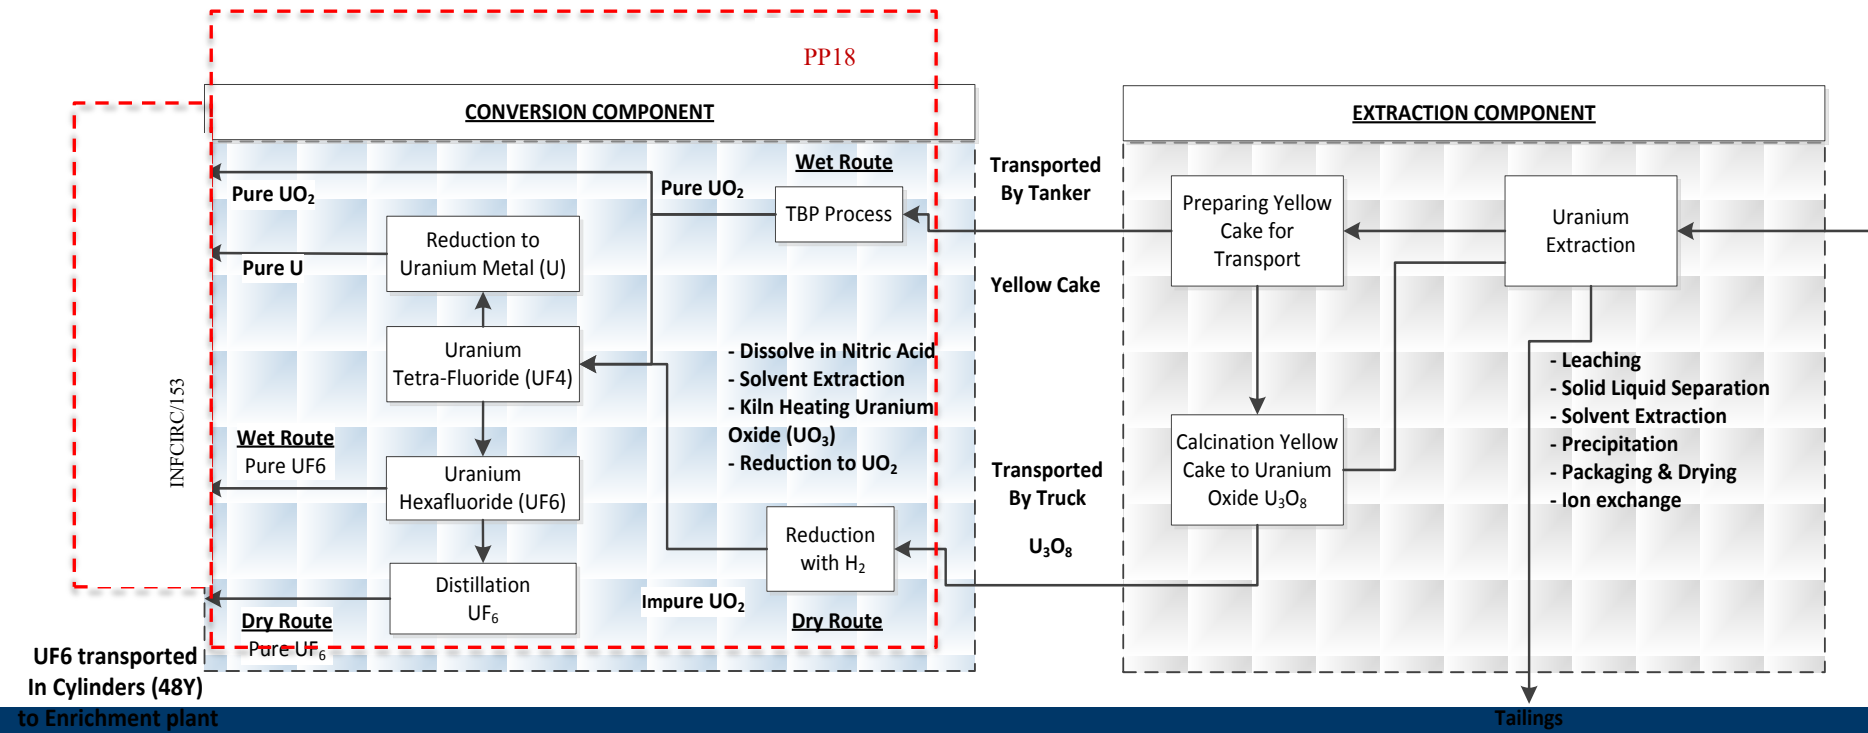 PP18
CONVERSION COMPONENT
EXTRACTION COMPONENT
Wet Route
Pure UO₂
Pure UO₂
TBP Process
Transported
By Tanker
Preparing Yellow
Cake for
Transport
Uranium
Extraction
Reduction to
Uranium Metal (U)
Pure U
Yellow Cake
Uranium
Tetra-Fluoride (UF4)
- Dissolve in Nitric Acid
- Solvent Extraction
- Kiln Heating Uranium
Oxide (UO₃)
- Reduction to UO₂
- Leaching
- Solid Liquid Separation
- Solvent Extraction
- Precipitation
- Packaging & Drying
- Ion exchange
INFCIRC/153
Wet Route
Pure UF6
Uranium
Hexafluoride (UF6)
Calcination Yellow
Cake to Uranium
Oxide U₃O₈
Transported
By Truck
U₃O₈
Reduction
with H₂
Distillation
UF₆
Impure UO₂
Dry Route
Dry Route
Pure UF₆
UF6 transported
In Cylinders (48Y)
to Enrichment plant
Tailings